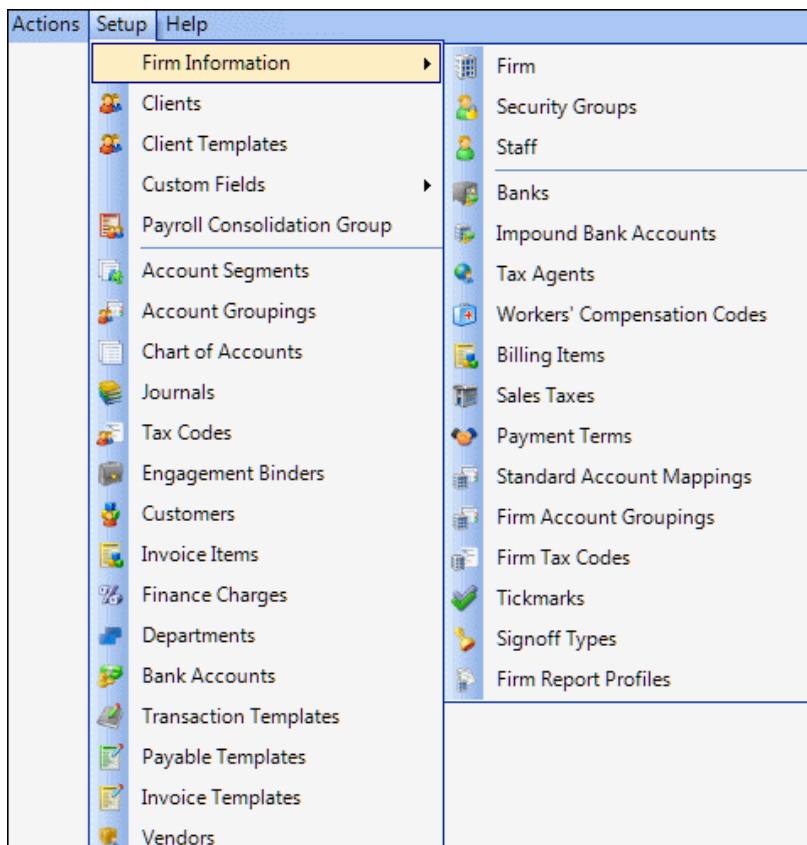 Actions Setup Help
Firm Information
Clients
Client Templates
Custom Fields
Payroll Consolidation Group
Account Segments
Account Groupings
Chart of Accounts
Journals
Tax Codes
Engagement Binders
Customers
Invoice Items
Finance Charges
Departments
Bank Accounts
Transaction Templates
Payable Templates
Invoice Templates
Vendors
Firm
Security Groups
Staff
Banks
Impound Bank Accounts
Tax Agents
Workers' Compensation Codes
Billing Items
Sales Taxes
Payment Terms
Standard Account Mappings
Firm Account Groupings
Firm Tax Codes
Tickmarks
Signoff Types
Firm Report Profiles